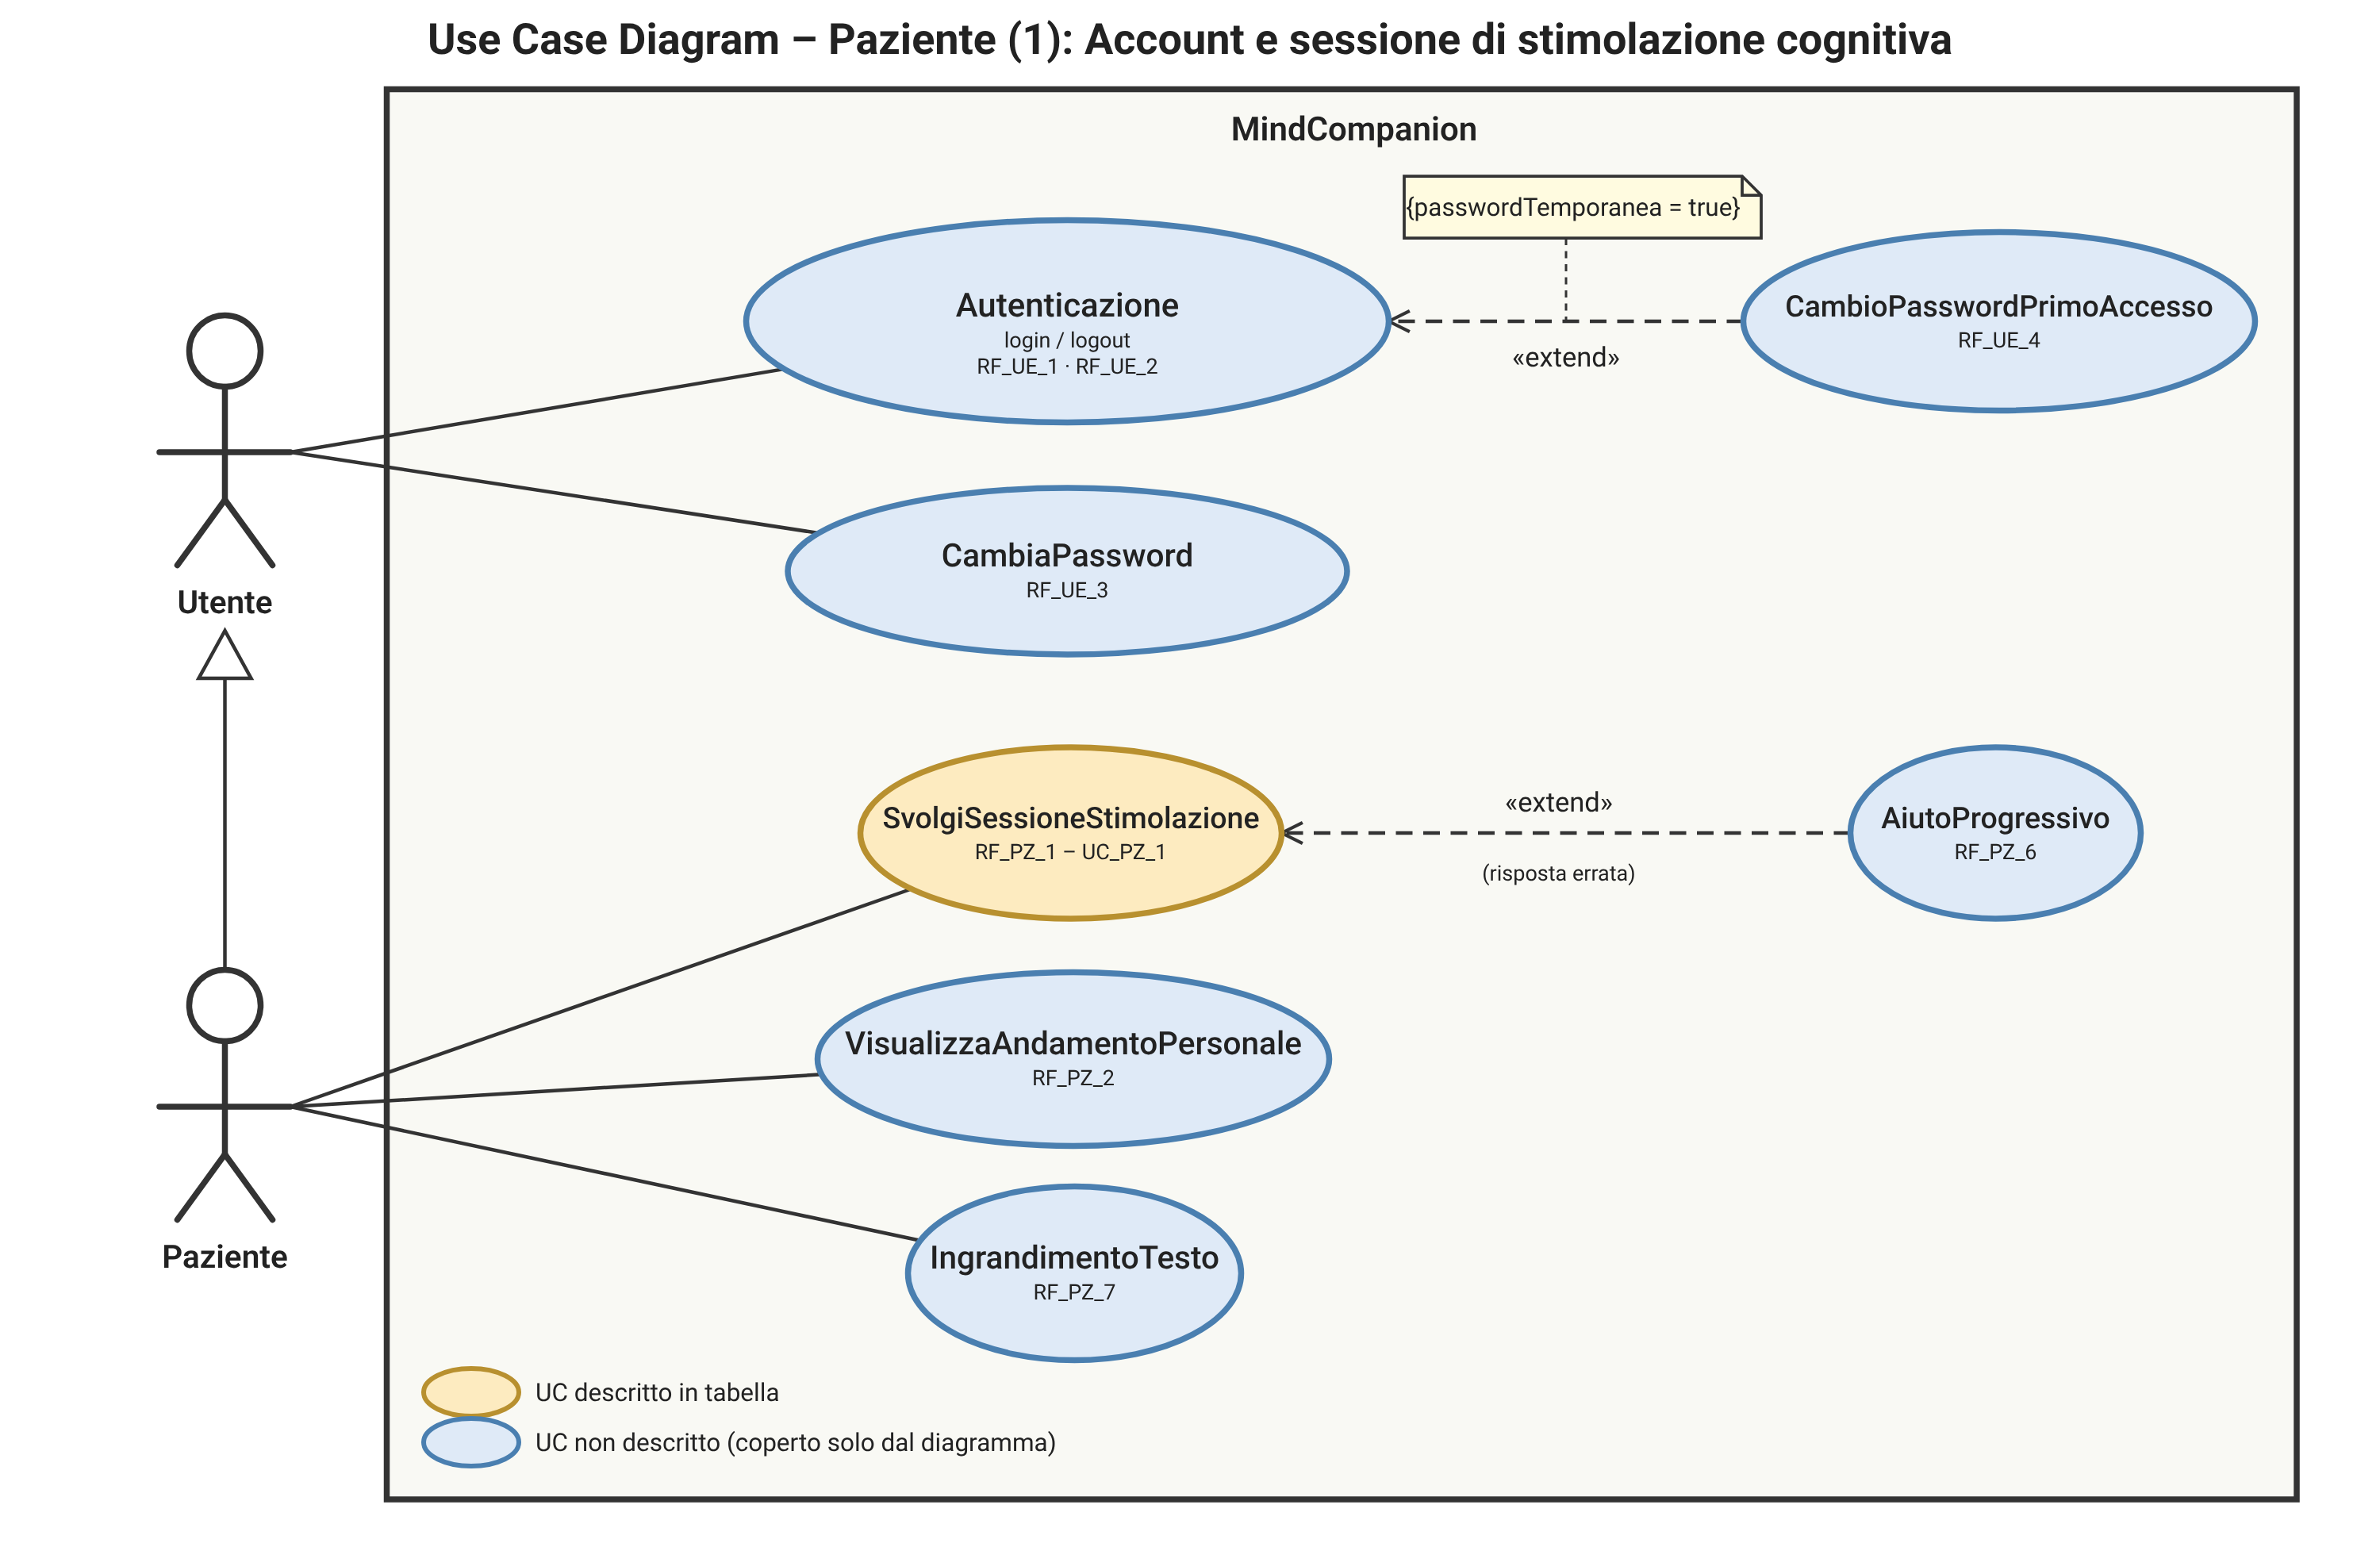 Use Case Diagram – Paziente (1): Account e sessione di stimolazione cognitiva
MindCompanion
{passwordTemporanea = true}
Autenticazione
login / logout
RF_UE_1 · RF_UE_2
«extend»
CambioPasswordPrimoAccesso
RF_UE_4
CambiaPassword
RF_UE_3
Utente
SvolgiSessioneStimolazione
RF_PZ_1 – UC_PZ_1
«extend»
(risposta errata)
AiutoProgressivo
RF_PZ_6
VisualizzaAndamentoPersonale
RF_PZ_2
IngrandimentoTesto
RF_PZ_7
Paziente
UC descritto in tabella
UC non descritto (coperto solo dal diagramma)